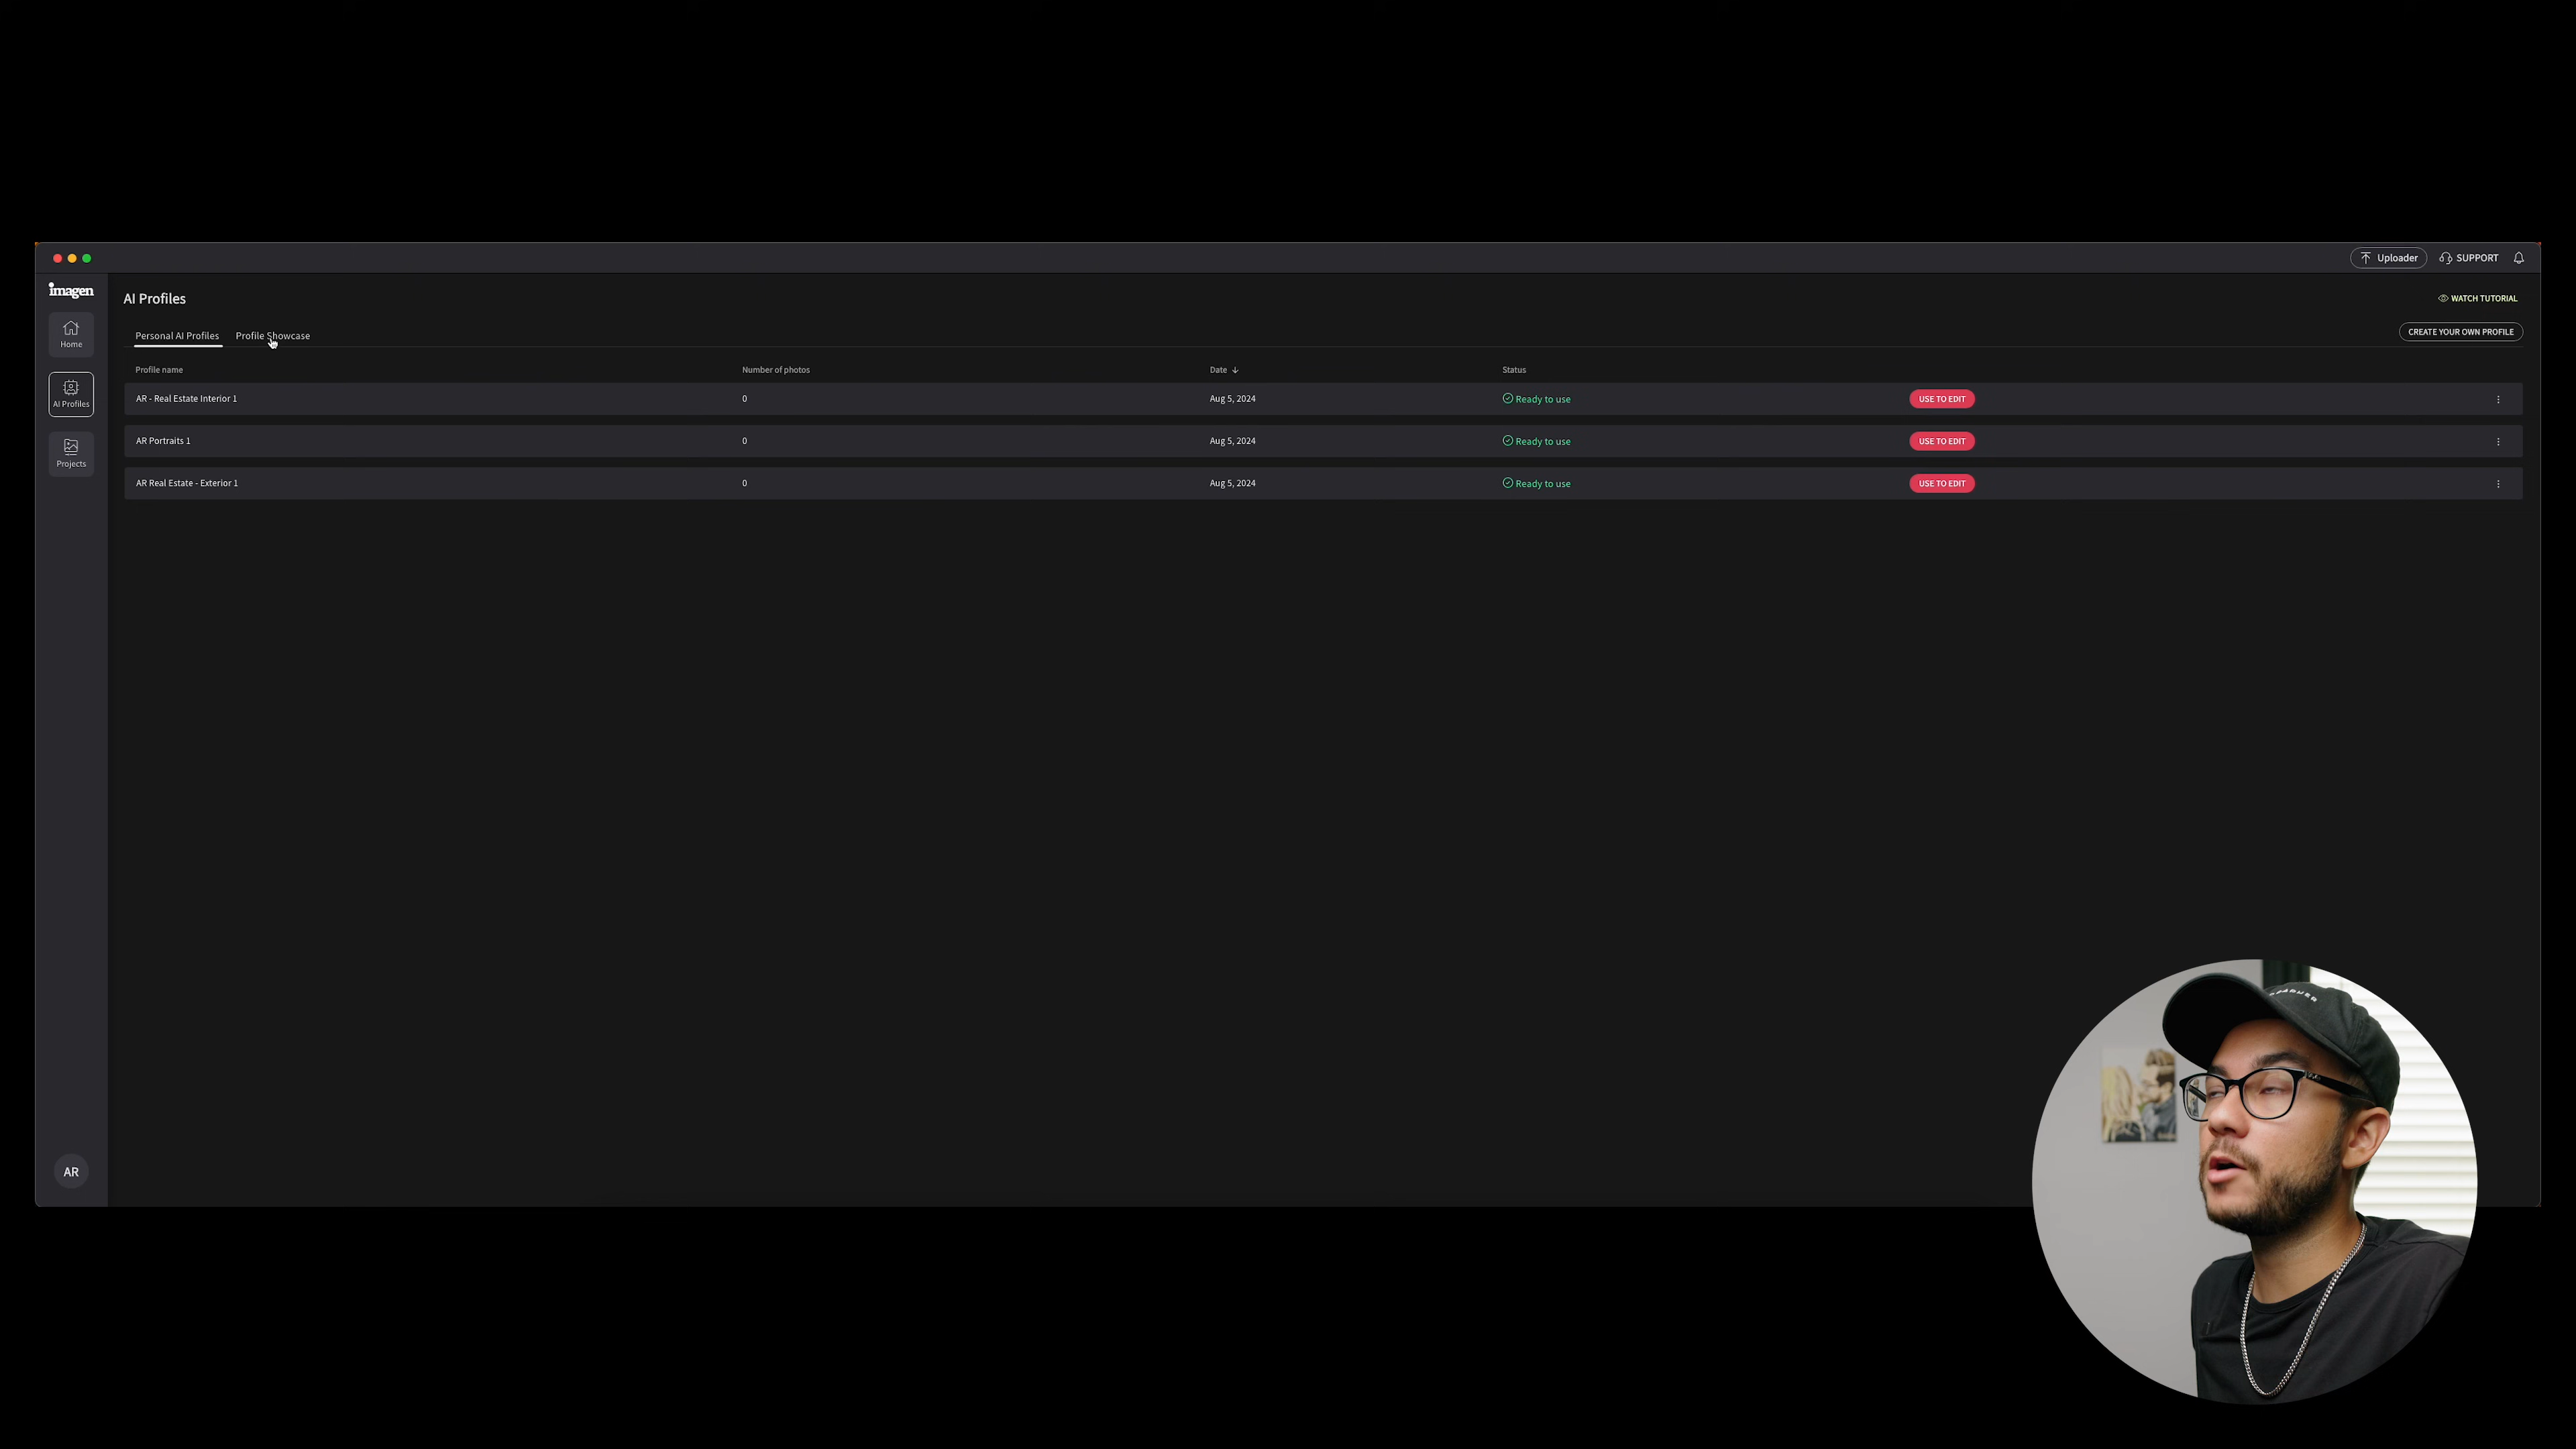 Uploader SUPPORT
imagen
AI Profiles
WATCH TUTORIAL
Home
Personal AI Profiles Profile Showcase
CREATE YOUR OWN PROFILE
Profile name Number of photos Date Status
AI Profiles
AR - Real Estate Interior 1 0 Aug 5, 2024 Ready to use USE TO EDIT
AR Portraits 1 0 Aug 5, 2024 Ready to use USE TO EDIT
Projects
AR Real Estate - Exterior 1 0 Aug 5, 2024 Ready to use USE TO EDIT
AR